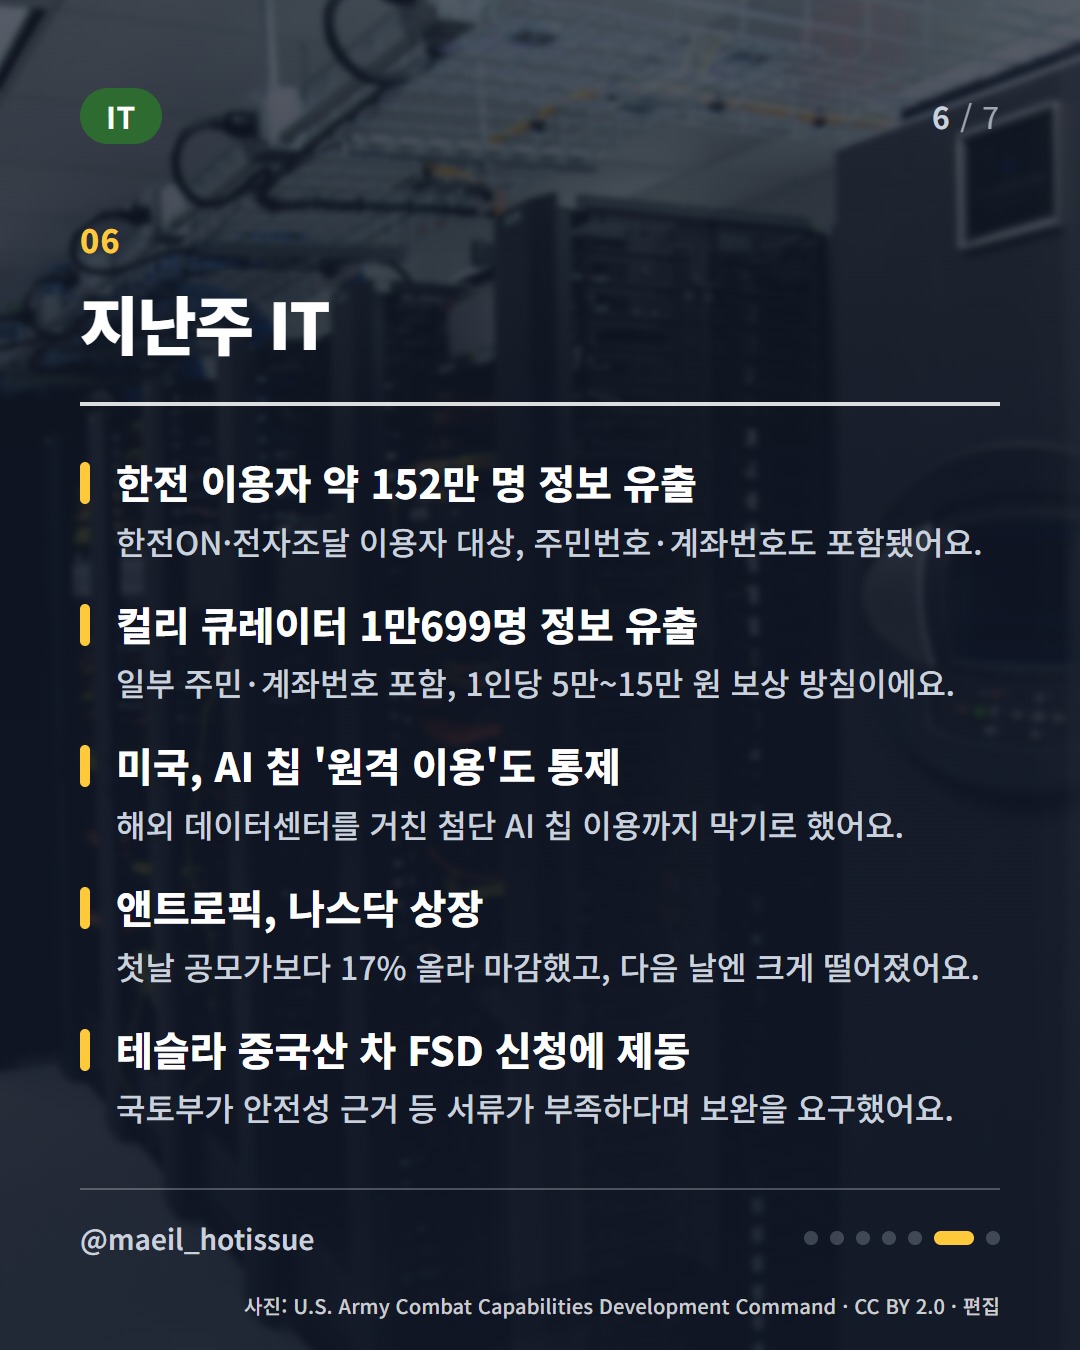 IT
6 / 7
06
지난주 IT
한전 이용자 약 152만 명 정보 유출
한전ON·전자조달 이용자 대상, 주민번호·계좌번호도 포함됐어요.
컬리 큐레이터 1만699명 정보 유출
일부 주민·계좌번호 포함, 1인당 5만~15만 원 보상 방침이에요.
미국, AI 칩 '원격 이용'도 통제
해외 데이터센터를 거친 첨단 AI 칩 이용까지 막기로 했어요.
앤트로픽, 나스닥 상장
첫날 공모가보다 17% 올라 마감했고, 다음 날엔 크게 떨어졌어요.
테슬라 중국산 차 FSD 신청에 제동
국토부가 안전성 근거 등 서류가 부족하다며 보완을 요구했어요.
@maeil_hotissue
사진: U.S. Army Combat Capabilities Development Command · CC BY 2.0 · 편집